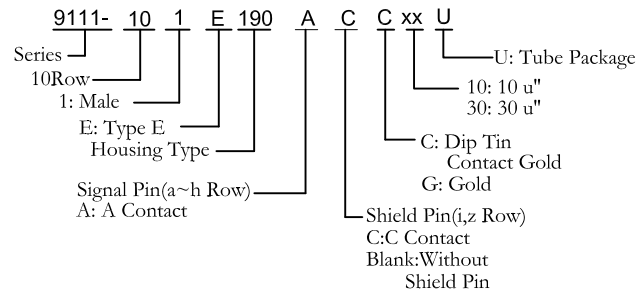 9111- 10 1 E 190 A C C xx U
Series
U: Tube Package
10Row
10: 10 u"
1: Male
30: 30 u"
E: Type E
C: Dip Tin
Housing Type
Contact Gold
G: Gold
Signal Pin(a~h Row)
A: A Contact
Shield Pin(i,z Row)
C:C Contact
Blank:Without
Shield Pin